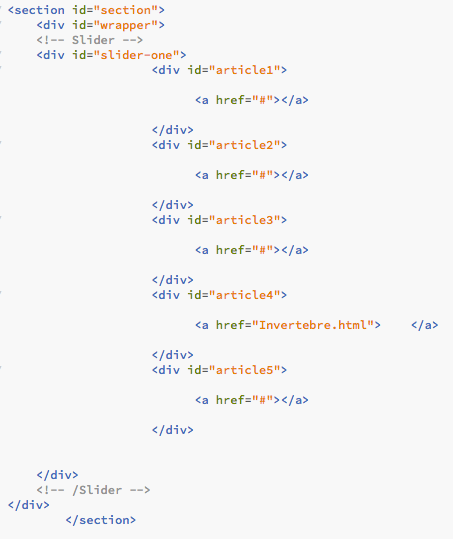 <section id="section">
<div id="wrapper">
<!-- Slider -->
<div id="slider-one">
<div id="article1">
<a href="#"></a>
</div>
<div id="article2">
<a href="#"></a>
</div>
<div id="article3">
<a href="#"></a>
</div>
<div id="article4">
<a href="Invertebre.html">    </a>
</div>
<div id="article5">
<a href="#"></a>
</div>
</div>
<!-- /Slider -->
</div>
</section>